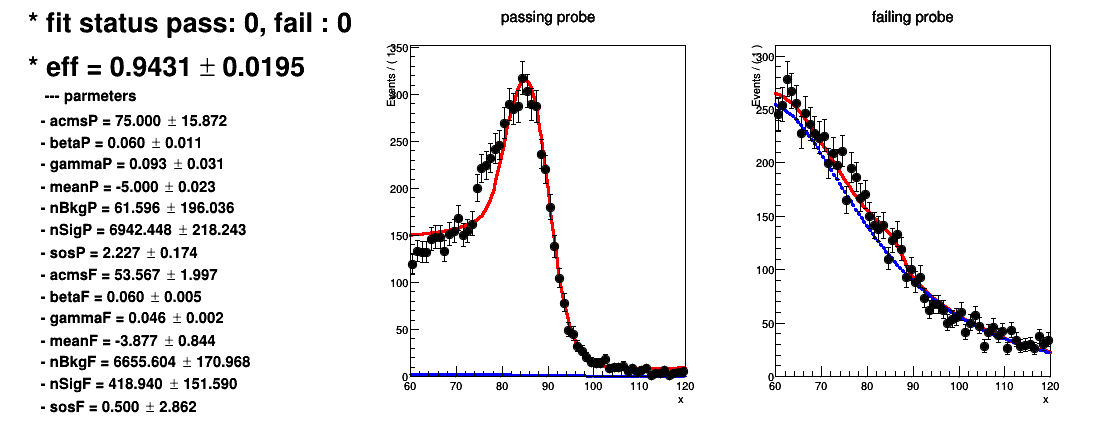 * fit status pass: 0, fail : 0
* eff = 0.9431 ± 0.0195
--- parmeters
- acmsP = 75.000 ± 15.872
- betaP = 0.060 ± 0.011
- gammaP = 0.093 ± 0.031
- meanP = -5.000 ± 0.023
- nBkgP = 61.596 ± 196.036
- nSigP = 6942.448 ± 218.243
- sosP = 2.227 ± 0.174
- acmsF = 53.567 ± 1.997
- betaF = 0.060 ± 0.005
- gammaF = 0.046 ± 0.002
- meanF = -3.877 ± 0.844
- nBkgF = 6655.604 ± 170.968
- nSigF = 418.940 ± 151.590
- sosF = 0.500 ± 2.862
passing probe
Events / ( 1 )
350
300
250
200
150
100
50
0
60 70 80 90 100 110 120
x
failing probe
Events / ( 1 )
300
250
200
150
100
50
0
60 70 80 90 100 110 120
x